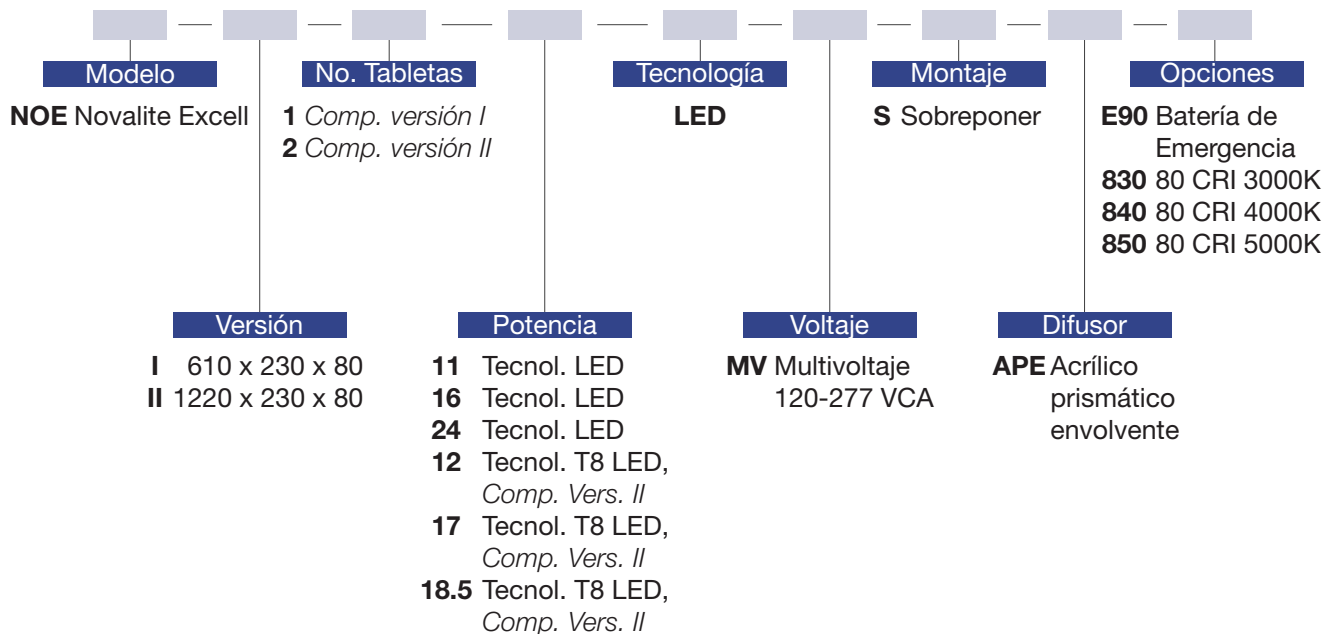 Modelo
NOE Novalite Excell
No. Tabletas
1 Comp. versión I
2 Comp. versión II
Tecnología
LED
Montaje
S Sobreponer
Opciones
E90 Batería de
Emergencia
830 80 CRI 3000K
840 80 CRI 4000K
850 80 CRI 5000K
Versión
I 610 x 230 x 80
II 1220 x 230 x 80
Potencia
11 Tecnol. LED
16 Tecnol. LED
24 Tecnol. LED
12 Tecnol. T8 LED,
Comp. Vers. II
17 Tecnol. T8 LED,
Comp. Vers. II
18.5 Tecnol. T8 LED,
Comp. Vers. II
Voltaje
MV Multivoltaje
120-277 VCA
Difusor
APE Acrílico
prismático
envolvente